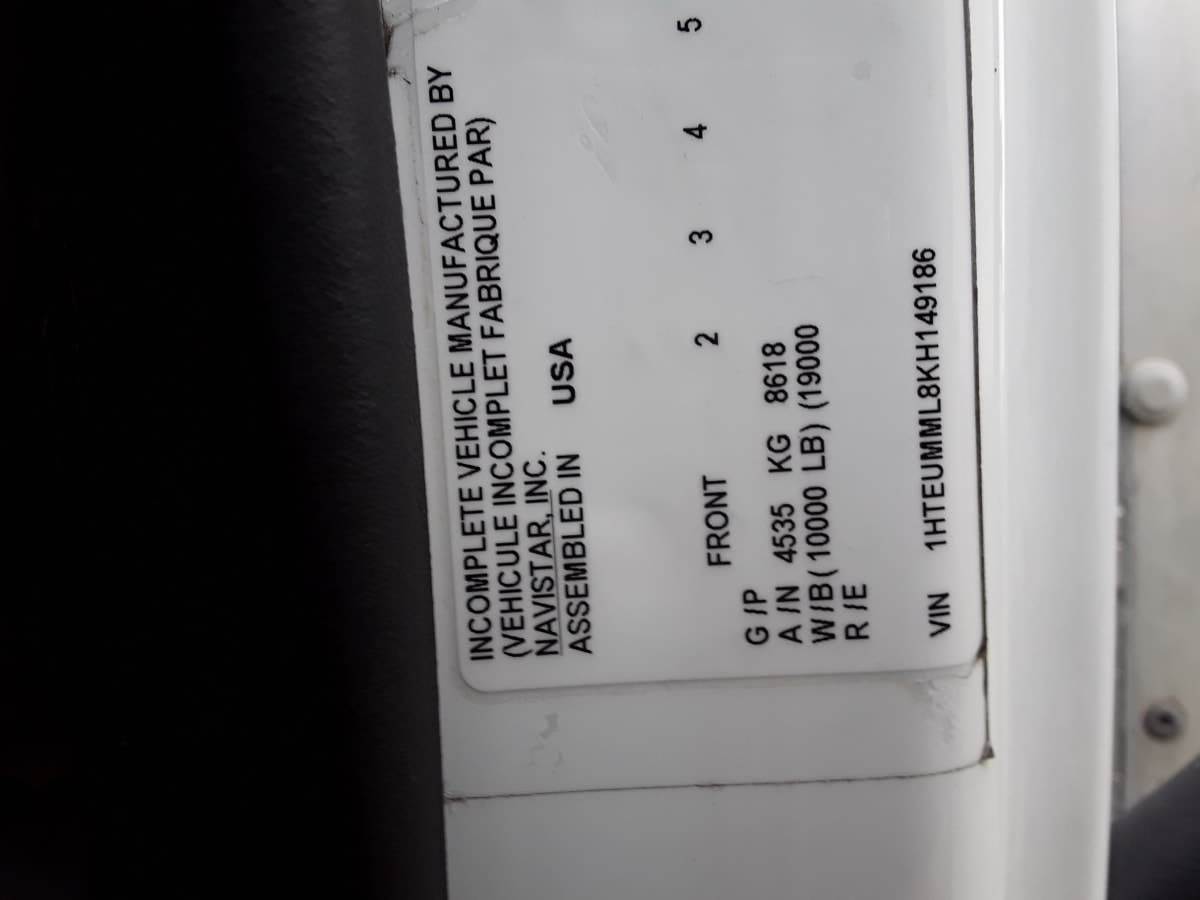 INCOMPLETE VEHICLE MANUFACTURED BY
(VEHICULE INCOMPLET FABRIQUE PAR)
NAVISTAR, INC.
ASSEMBLED IN USA
FRONT 2 3 4 5
G /P
A /N 4535 KG 8618
W/B( 10000 LB) (19000
R /E
VIN 1HTEUMML8KH149186